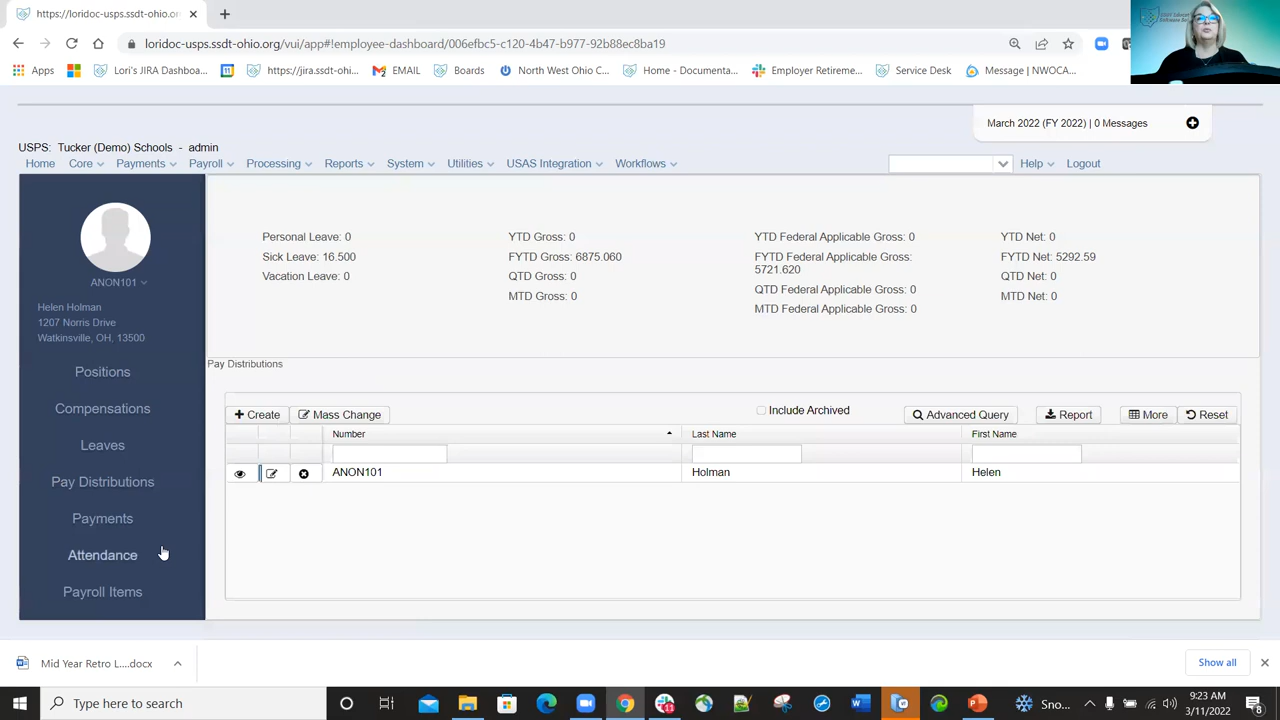 https://loridoc-usps.ssdt-ohio.org/
loridoc-usps.ssdt-ohio.org/vui/app#!employee-dashboard/006efbc5-c120-4b47-b977-92b88ec8ba19
Apps Lori's JIRA Dashboa... https://jira.ssdt-ohi... EMAIL Boards North West Ohio C... Home - Documenta... Employer Retireme... Service Desk Message | NWOCA...
March 2022 (FY 2022) | 0 Messages
USPS: Tucker (Demo) Schools - admin
Home Core Payments Payroll Processing Reports System Utilities USAS Integration Workflows Help Logout
ANON101
Helen Holman
1207 Norris Drive
Watkinsville, OH, 13500
Positions
Compensations
Leaves
Pay Distributions
Payments
Attendance
Payroll Items
Personal Leave: 0 YTD Gross: 0 YTD Federal Applicable Gross: 0 YTD Net: 0
Sick Leave: 16.500 FYTD Gross: 6875.060 FYTD Federal Applicable Gross: FYTD Net: 5292.59
5721.620
Vacation Leave: 0 QTD Gross: 0 QTD Net: 0
QTD Federal Applicable Gross: 0
MTD Gross: 0 MTD Net: 0
MTD Federal Applicable Gross: 0
Pay Distributions
Create Mass Change Include Archived Advanced Query Report More Reset
Number Last Name First Name
ANON101 Holman Helen
Mid Year Retro L....docx Show all
Type here to search 11 Sno... 9:23 AM
3/11/2022 8